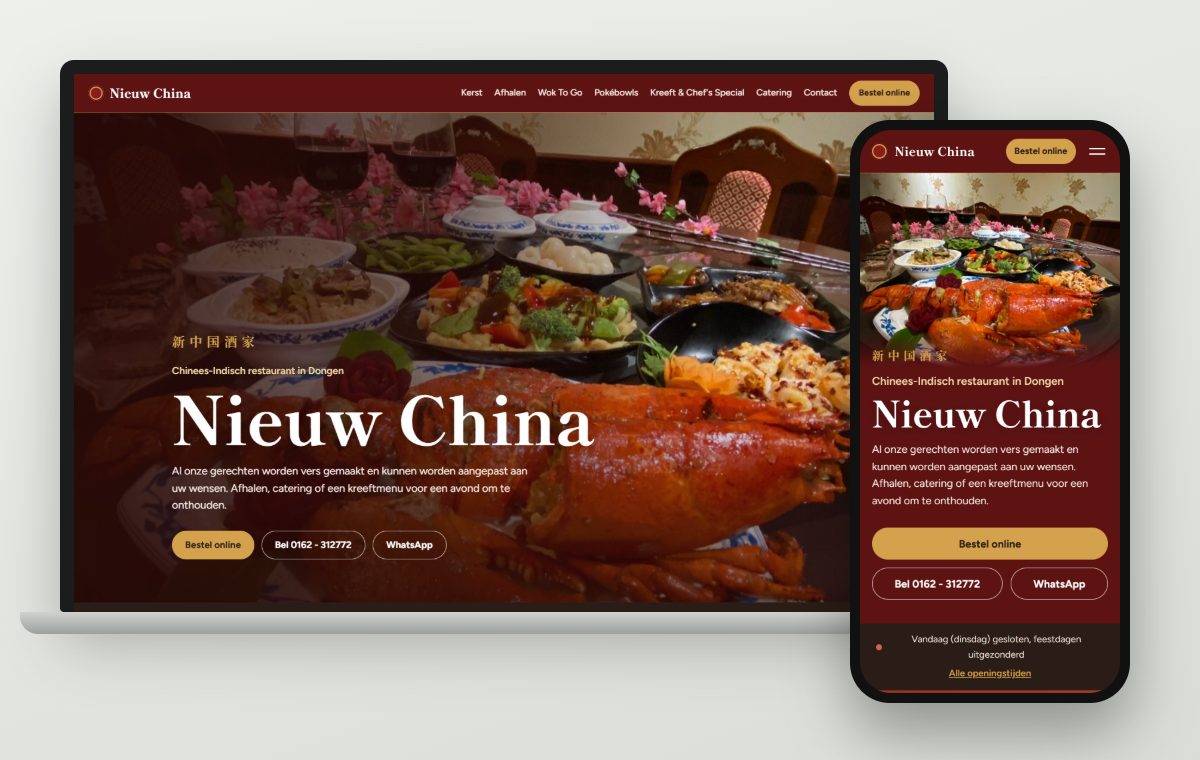 Nieuw China
Kerst Afhalen Wok To Go Pokébowls Kreeft & Chef's Special Catering Contact Bestel online
新中国酒家
Chinees-Indisch restaurant in Dongen
Nieuw China
Al onze gerechten worden vers gemaakt en kunnen worden aangepast aan
uw wensen. Afhalen, catering of een kreeftmenu voor een avond om te
onthouden.
Bestel online Bel 0162 - 312772 WhatsApp
Nieuw China Bestel online
新中国酒家
Chinees-Indisch restaurant in Dongen
Nieuw China
Al onze gerechten worden vers gemaakt en
kunnen worden aangepast aan uw wensen.
Afhalen, catering of een kreeftmenu voor een
avond om te onthouden.
Bestel online
Bel 0162 - 312772 WhatsApp
Vandaag (dinsdag) gesloten, feestdagen
uitgezonderd
Alle openingstijden